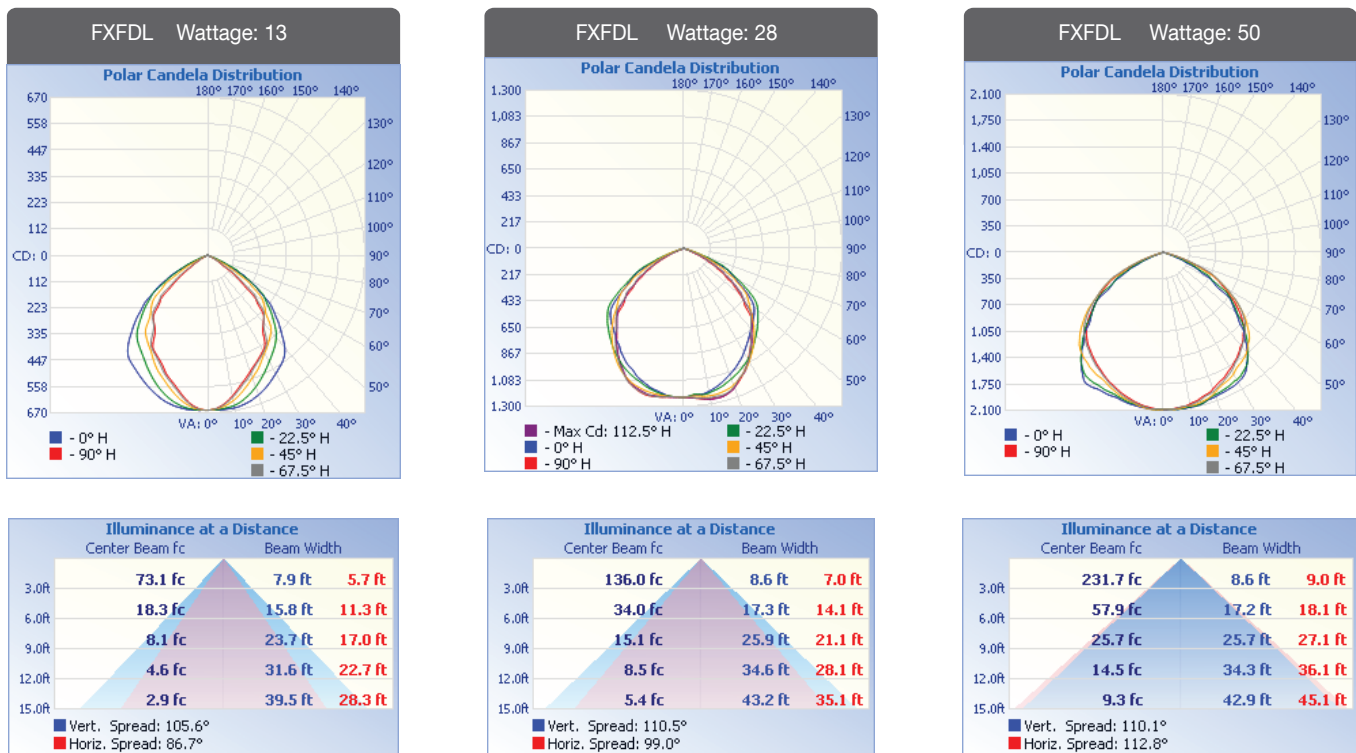 FXFDL Wattage: 13
Polar Candela Distribution
180° 170° 160° 150° 140°
670
558
447
335
223
112
CD: 0
112
223
335
447
558
670
130°
120°
110°
100°
90°
80°
70°
60°
50°
VA: 0° 10° 20° 30° 40°
- 0° H
- 90° H
- 22.5° H
- 45° H
- 67.5° H
FXFDL Wattage: 28
Polar Candela Distribution
180° 170° 160° 150° 140°
1,300
1,083
867
650
433
217
CD: 0
217
433
650
867
1,083
1,300
130°
120°
110°
100°
90°
80°
70°
60°
50°
VA: 0° 10° 20° 30° 40°
- Max Cd: 112.5° H
- 0° H
- 90° H
- 22.5° H
- 45° H
- 67.5° H
FXFDL Wattage: 50
Polar Candela Distribution
180° 170° 160° 150° 140°
2,100
1,750
1,400
1,050
700
350
CD: 0
350
700
1,050
1,400
1,750
2,100
130°
120°
110°
100°
90°
80°
70°
60°
50°
VA: 0° 10° 20° 30° 40°
- 0° H
- 90° H
- 22.5° H
- 45° H
- 67.5° H
Illuminance at a Distance
Center Beam fc Beam Width
73.1 fc 7.9 ft 5.7 ft
3.0ft
18.3 fc 15.8 ft 11.3 ft
6.0ft
8.1 fc 23.7 ft 17.0 ft
9.0ft
4.6 fc 31.6 ft 22.7 ft
12.0ft
2.9 fc 39.5 ft 28.3 ft
15.0ft
Vert. Spread: 105.6°
Horiz. Spread: 86.7°
Illuminance at a Distance
Center Beam fc Beam Width
136.0 fc 8.6 ft 7.0 ft
3.0ft
34.0 fc 17.3 ft 14.1 ft
6.0ft
15.1 fc 25.9 ft 21.1 ft
9.0ft
8.5 fc 34.6 ft 28.1 ft
12.0ft
5.4 fc 43.2 ft 35.1 ft
15.0ft
Vert. Spread: 110.5°
Horiz. Spread: 99.0°
Illuminance at a Distance
Center Beam fc Beam Width
231.7 fc 8.6 ft 9.0 ft
3.0ft
57.9 fc 17.2 ft 18.1 ft
6.0ft
25.7 fc 25.7 ft 27.1 ft
9.0ft
14.5 fc 34.3 ft 36.1 ft
12.0ft
9.3 fc 42.9 ft 45.1 ft
15.0ft
Vert. Spread: 110.1°
Horiz. Spread: 112.8°